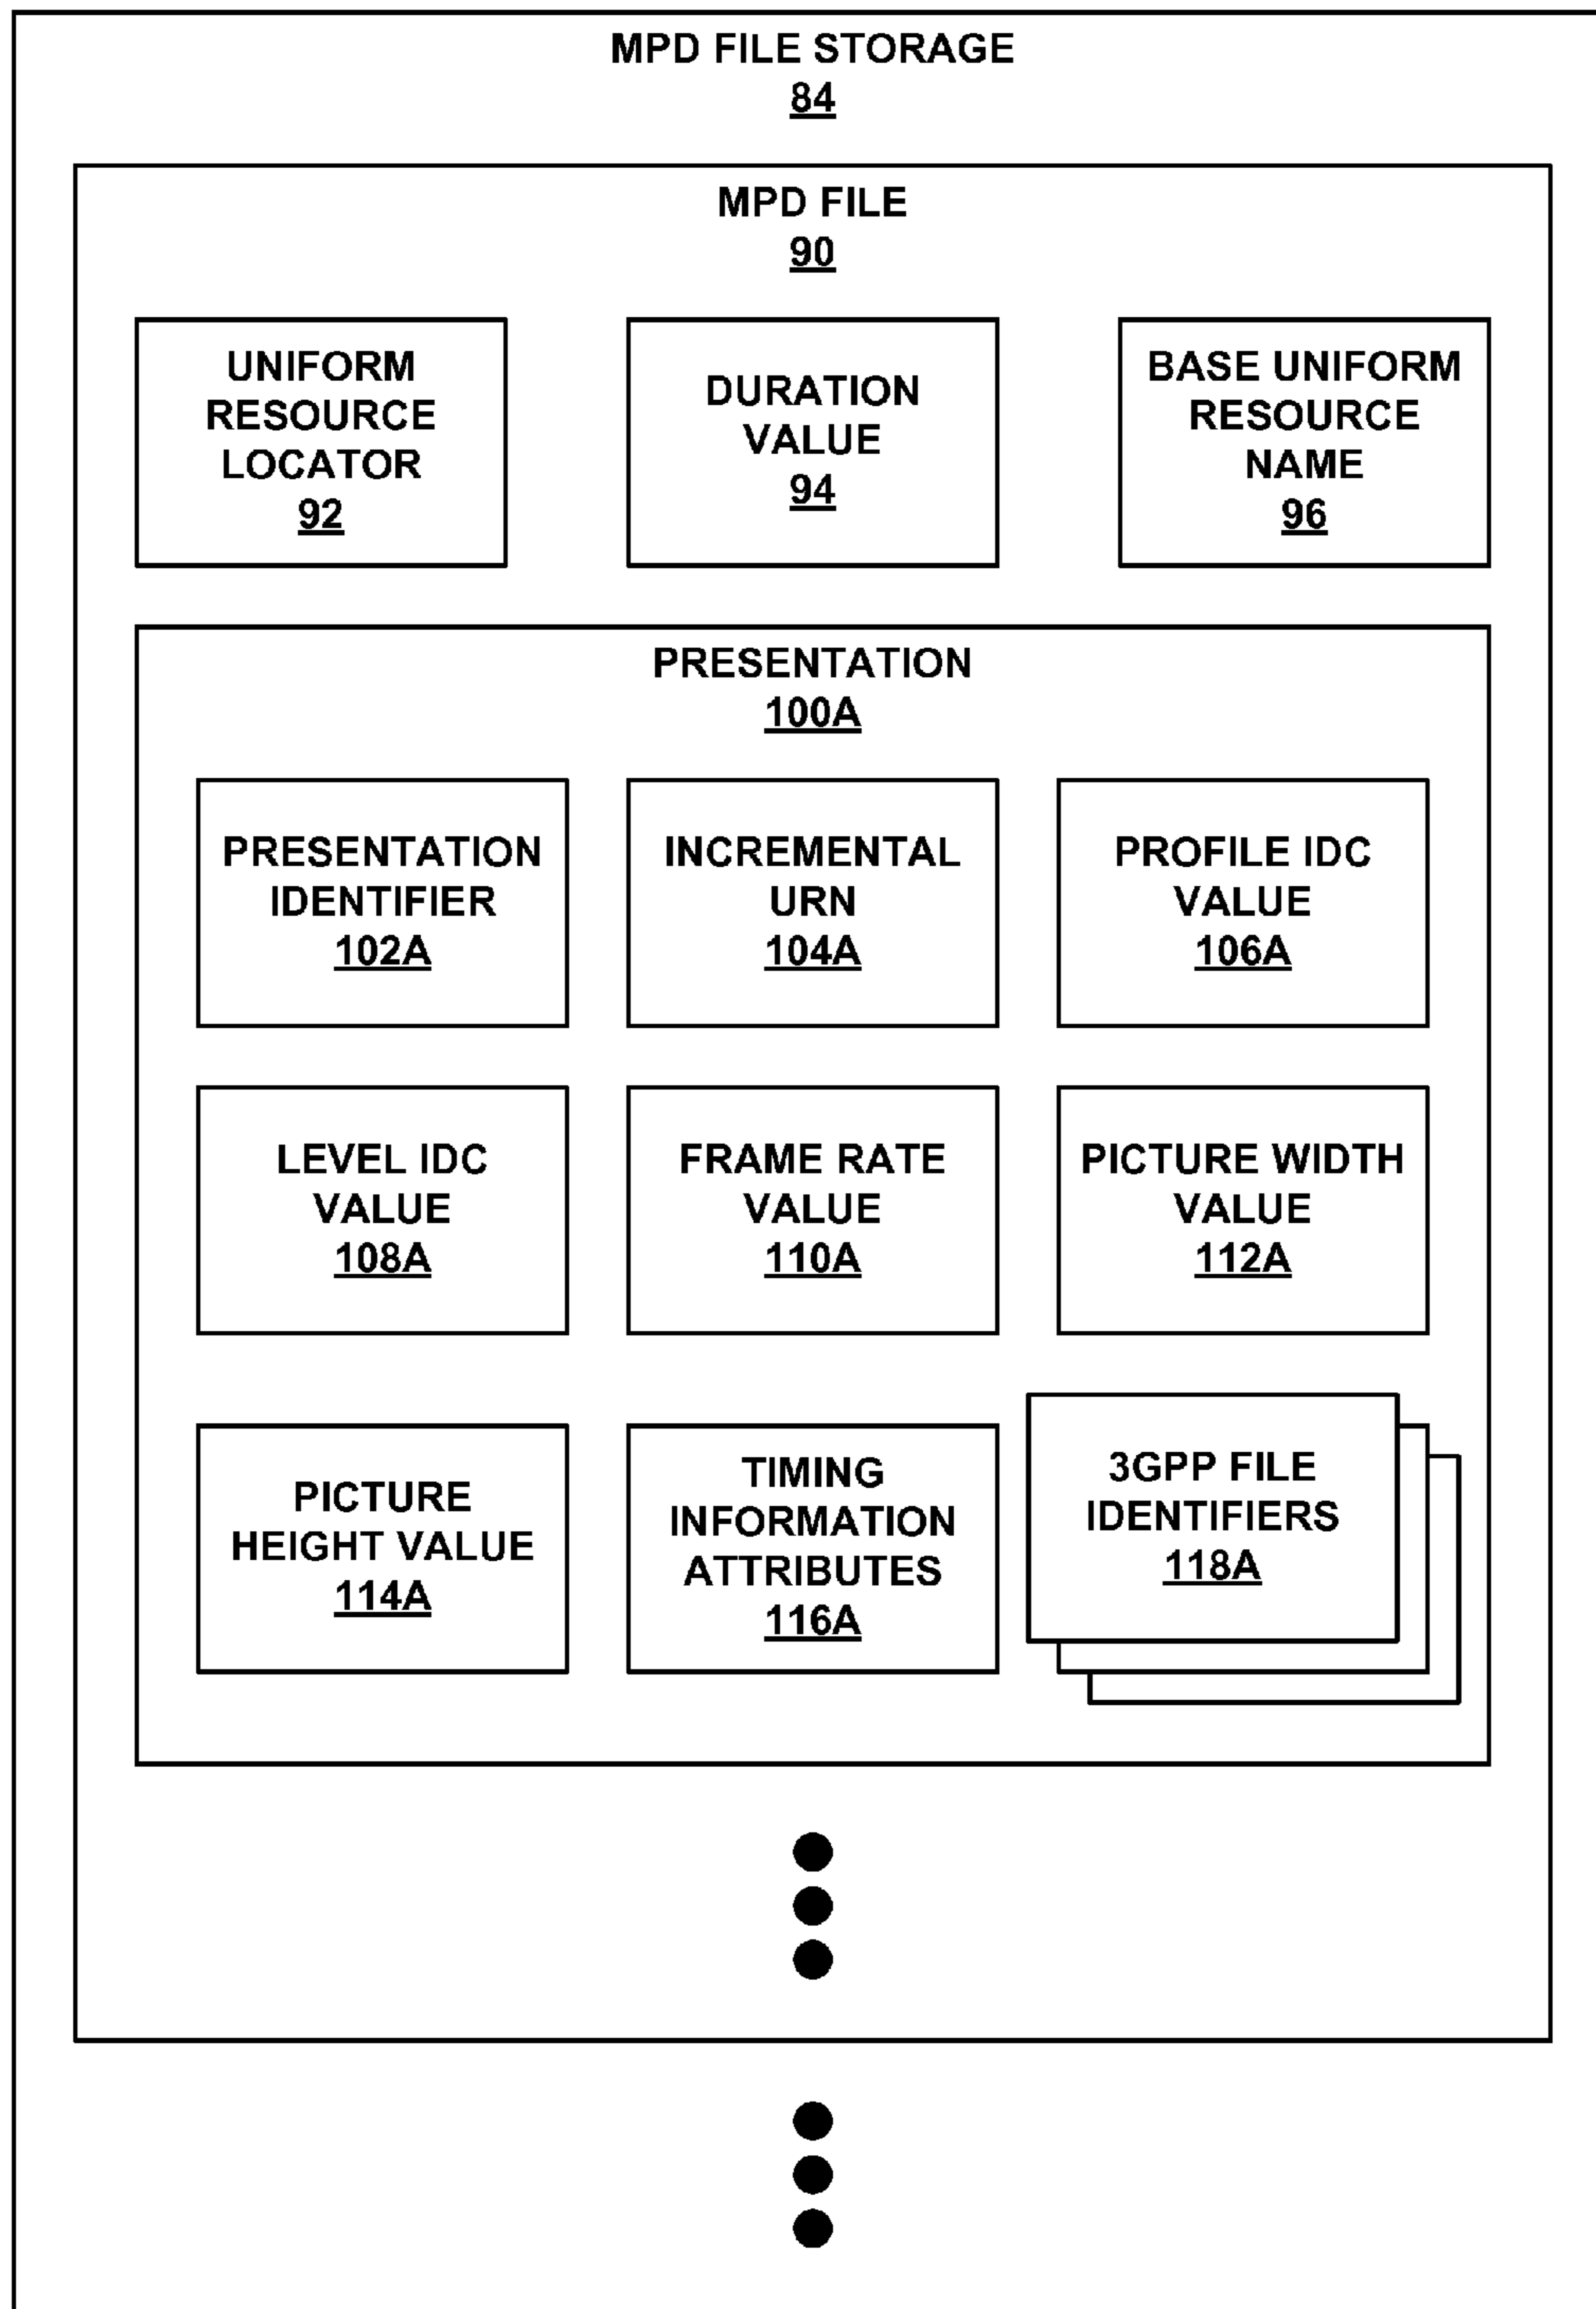 MPD FILE STORAGE
84
MPD FILE
90
UNIFORM
RESOURCE
LOCATOR
92
DURATION
VALUE
94
BASE UNIFORM
RESOURCE
NAME
96
PRESENTATION
100A
PRESENTATION
IDENTIFIER
102A
INCREMENTAL
URN
104A
PROFILE IDC
VALUE
106A
LEVEL IDC
VALUE
108A
FRAME RATE
VALUE
110A
PICTURE WIDTH
VALUE
112A
PICTURE
HEIGHT VALUE
114A
TIMING
INFORMATION
ATTRIBUTES
116A
3GPP FILE
IDENTIFIERS
118A